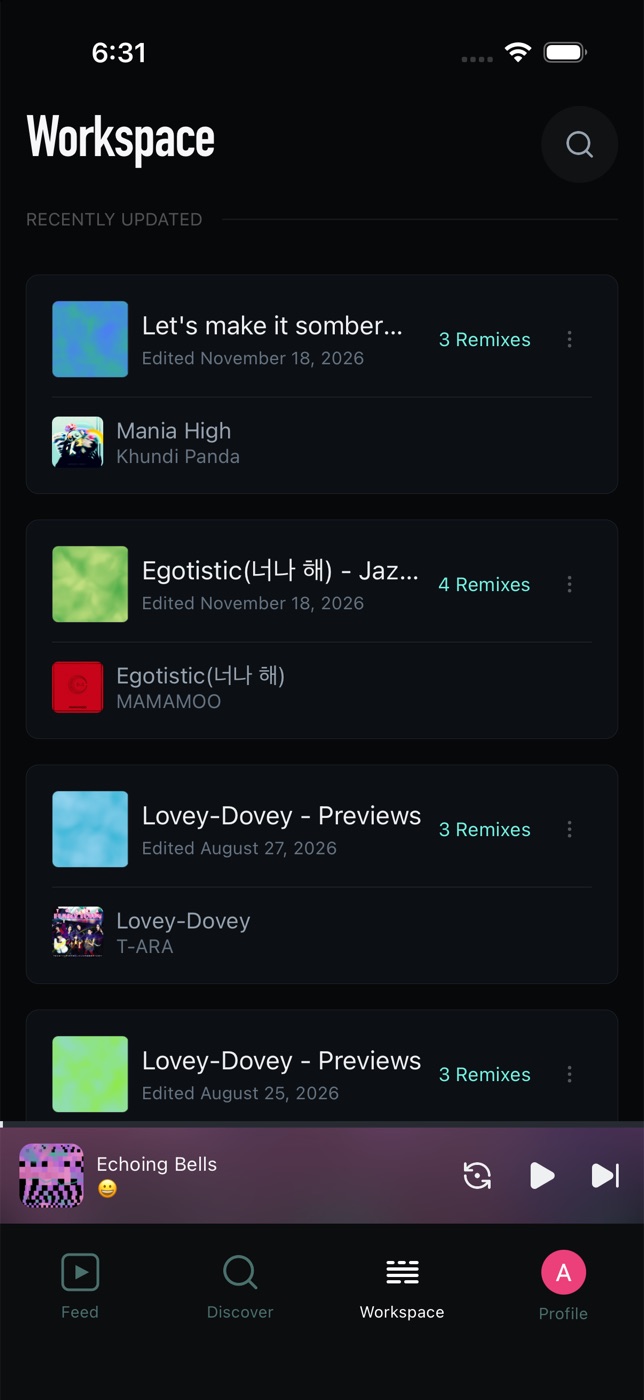 6:31
Workspace
RECENTLY UPDATED
Let's make it somber...
Edited November 18, 2026
3 Remixes
Mania High
Khundi Panda
Egotistic(너나 해) - Jaz...
Edited November 18, 2026
4 Remixes
Egotistic(너나 해)
MAMAMOO
Lovey-Dovey - Previews
Edited August 27, 2026
3 Remixes
Lovey-Dovey
T-ARA
Lovey-Dovey - Previews
Edited August 25, 2026
3 Remixes
Echoing Bells
😀
Feed
Discover
Workspace
A
Profile